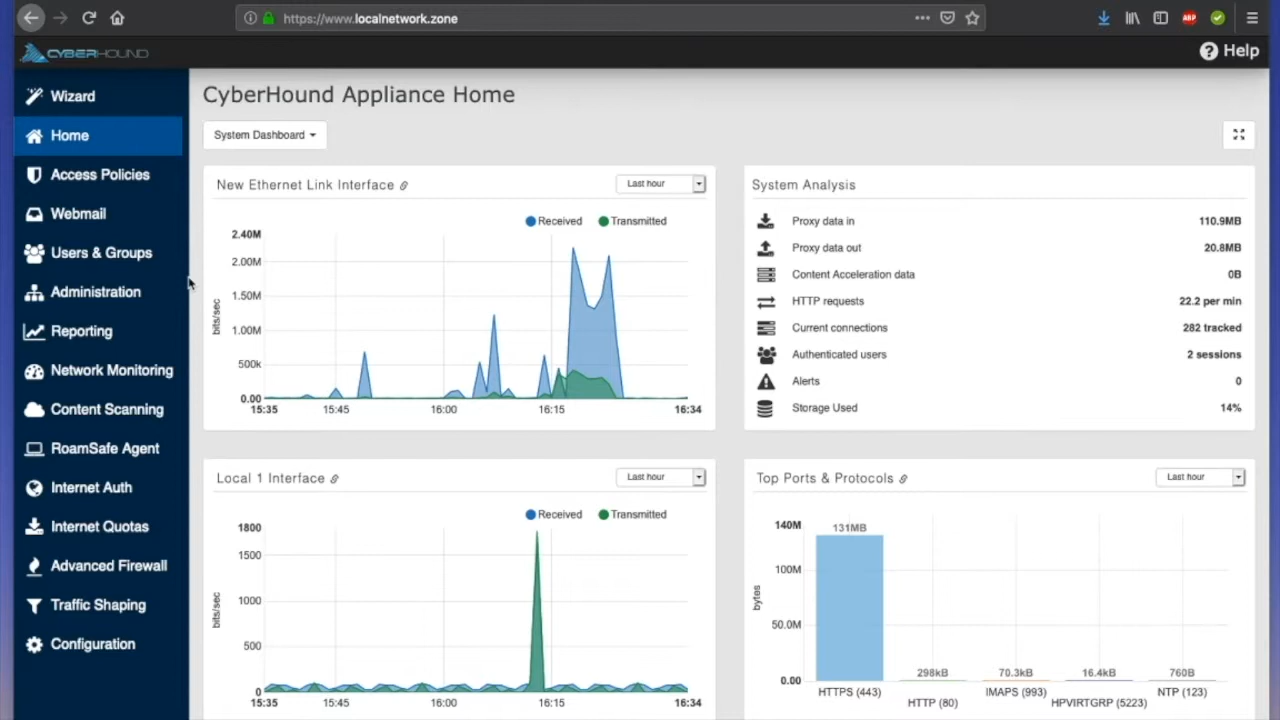 https://www.localnetwork.zone
ABP
CYBERHOUND
Help
Wizard
Home
Access Policies
Webmail
Users & Groups
Administration
Reporting
Network Monitoring
Content Scanning
RoamSafe Agent
Internet Auth
Internet Quotas
Advanced Firewall
Traffic Shaping
Configuration
CyberHound Appliance Home
System Dashboard
New Ethernet Link Interface
Last hour
Received Transmitted
2.40M
2.00M
1.50M
1.00M
500k
0.00
bits/sec
15:35 15:45 16:00 16:15 16:34
System Analysis
Proxy data in 110.9MB
Proxy data out 20.8MB
Content Acceleration data 0B
HTTP requests 22.2 per min
Current connections 282 tracked
Authenticated users 2 sessions
Alerts 0
Storage Used 14%
Local 1 Interface
Last hour
Received Transmitted
1800
1500
1000
500
0
bits/sec
15:35 15:45 16:00 16:15 16:34
Top Ports & Protocols
Last hour
140M
100M
50.0M
0.00
bytes
131MB
298kB 70.3kB 16.4kB 760B
HTTPS (443) HTTP (80) IMAPS (993) HPVIRTGRP (5223) NTP (123)